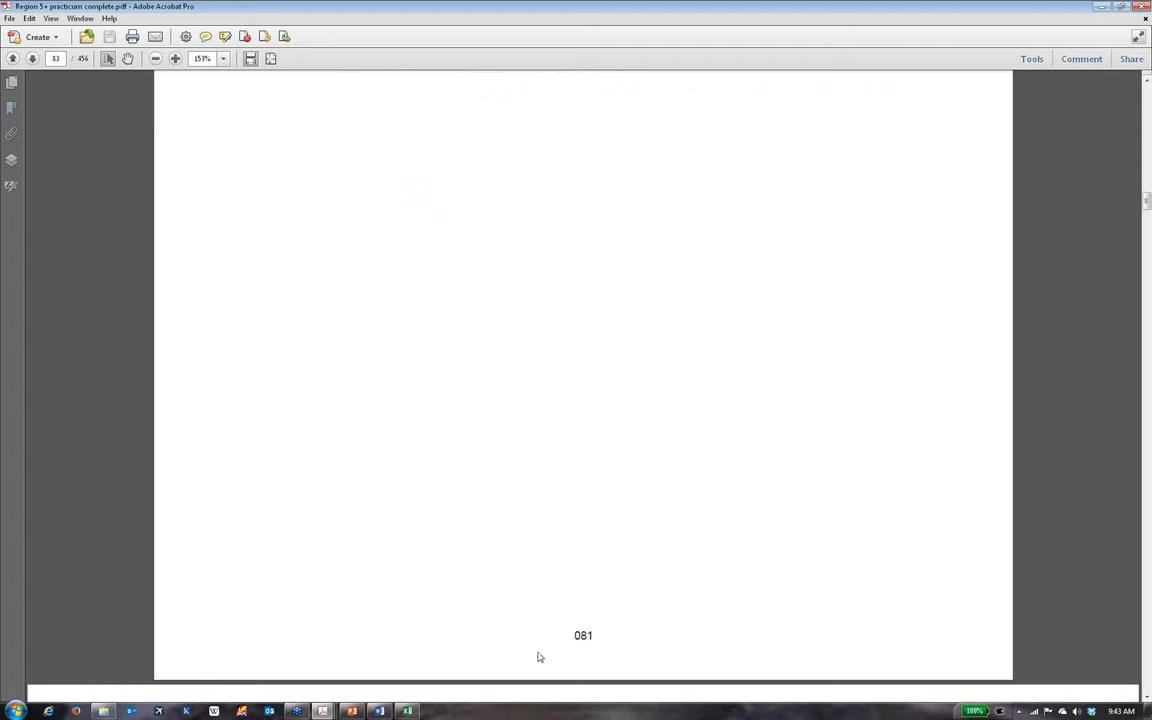 Region 5+ practicum complete.pdf - Adobe Acrobat Pro
File Edit View Window Help
Create
83 / 456 153% Tools Comment Share
081
100% 9:43 AM